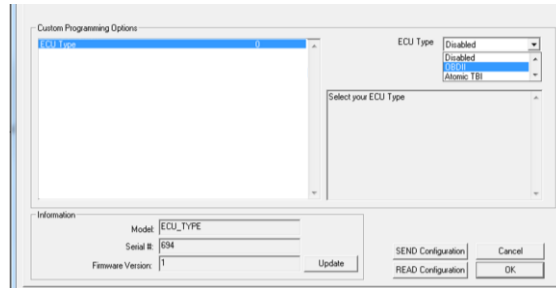 Custom Programming Options
ECU Type 0
ECU Type Disabled
Disabled
OBDII
Atomic TBI
Select your ECU Type
Information
Model: ECU_TYPE
Serial #: 694
Firmware Version: 1
Update
SEND Configuration Cancel
READ Configuration OK